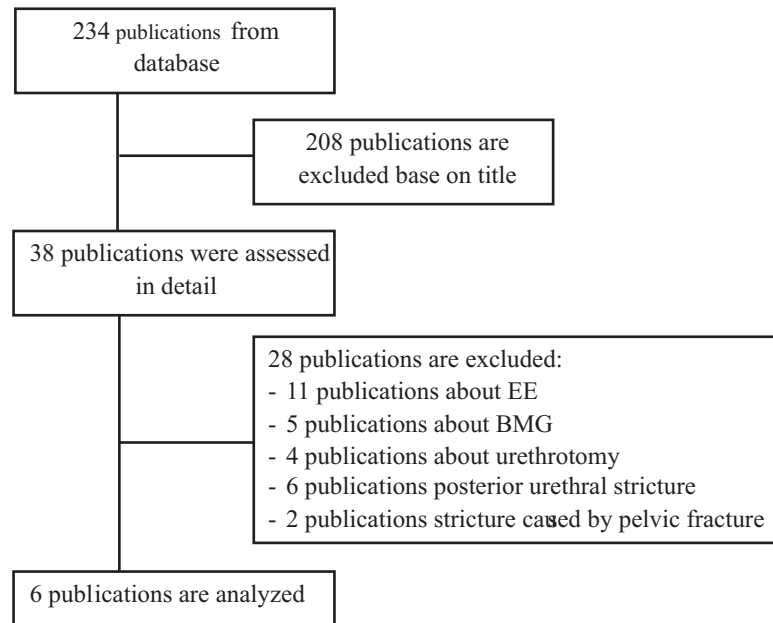 234 publications from
database
208 publications are
excluded base on title
38 publications were assessed
in detail
28 publications are excluded:
- 11 publications about EE
- 5 publications about BMG
- 4 publications about urethrotomy
- 6 publications posterior urethral stricture
- 2 publications stricture caused by pelvic fracture
6 publications are analyzed